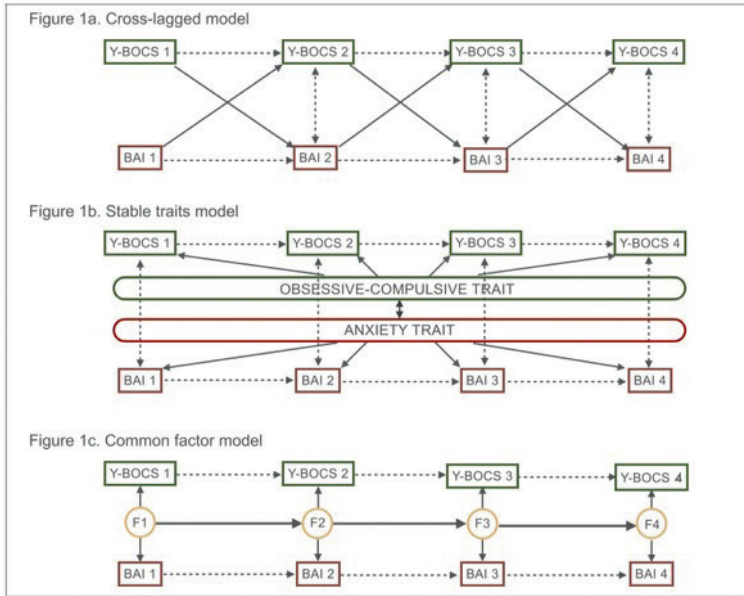 Figure 1a. Cross-lagged model
Y-BOCS 1 Y-BOCS 2 Y-BOCS 3 Y-BOCS 4
BAI 1 BAI 2 BAI 3 BAI 4
Figure 1b. Stable traits model
Y-BOCS 1 Y-BOCS 2 Y-BOCS 3 Y-BOCS 4
OBSESSIVE-COMPULSIVE TRAIT
ANXIETY TRAIT
BAI 1 BAI 2 BAI 3 BAI 4
Figure 1c. Common factor model
Y-BOCS 1 Y-BOCS 2 Y-BOCS 3 Y-BOCS 4
F1 F2 F3 F4
BAI 1 BAI 2 BAI 3 BAI 4